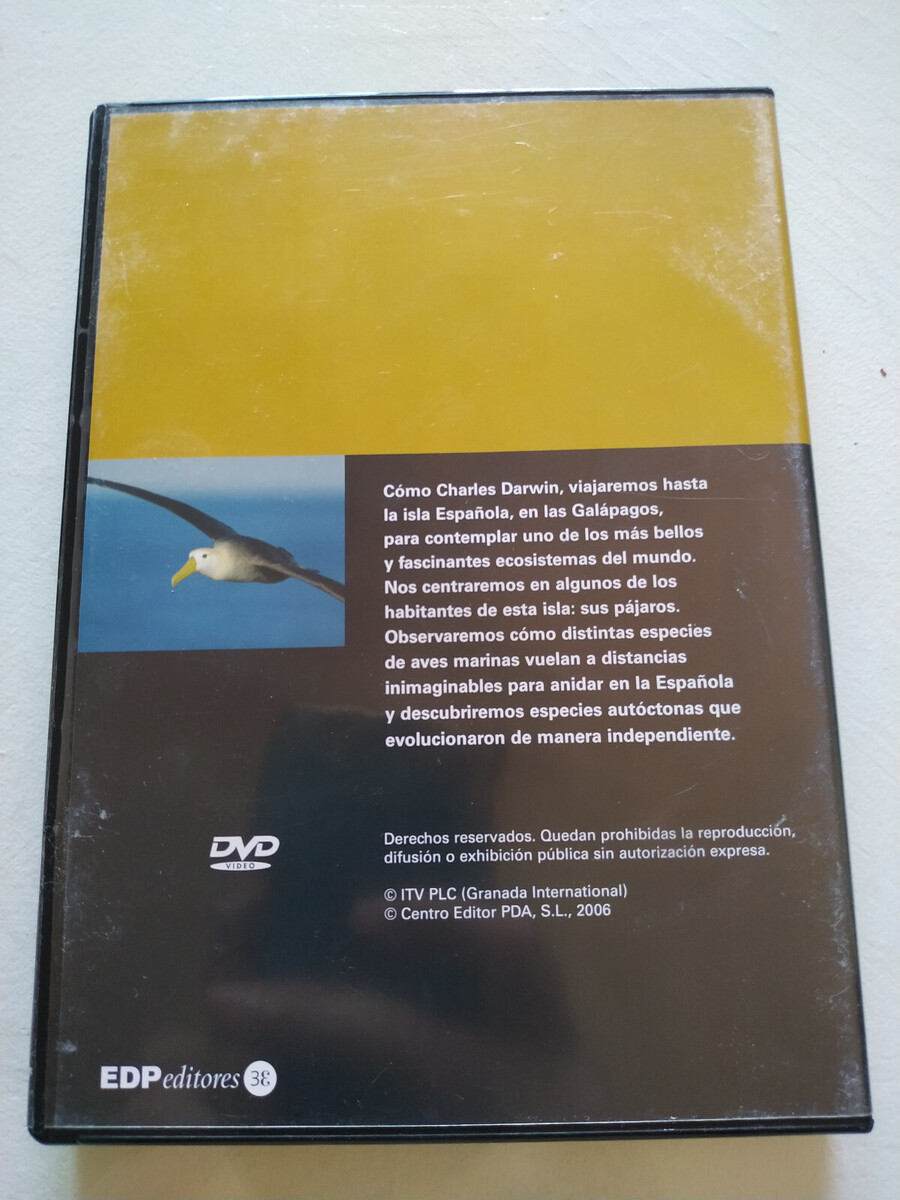 Cómo Charles Darwin, viajaremos hasta
la isla Española, en las Galápagos,
para contemplar uno de los más bellos
y fascinantes ecosistemas del mundo.
Nos centraremos en algunos de los
habitantes de esta isla: sus pájaros.
Observaremos cómo distintas especies
de aves marinas vuelan a distancias
inimaginables para anidar en la Española
y descubriremos especies autóctonas que
evolucionaron de manera independiente.
DVD
VIDEO
Derechos reservados. Quedan prohibidas la reproducción,
difusión o exhibición pública sin autorización expresa.
© ITV PLC (Granada International)
© Centro Editor PDA, S.L., 2006
EDPeditores